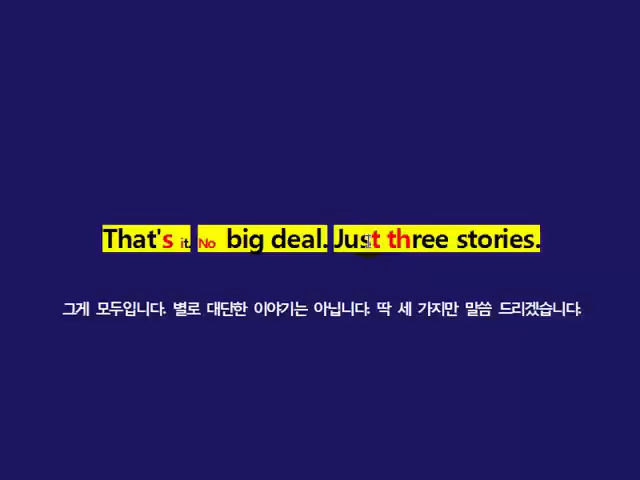 That's it. No big deal. Just three stories.
그게 모두입니다. 별로 대단한 이야기는 아닙니다. 딱 세 가지만 말씀 드리겠습니다.